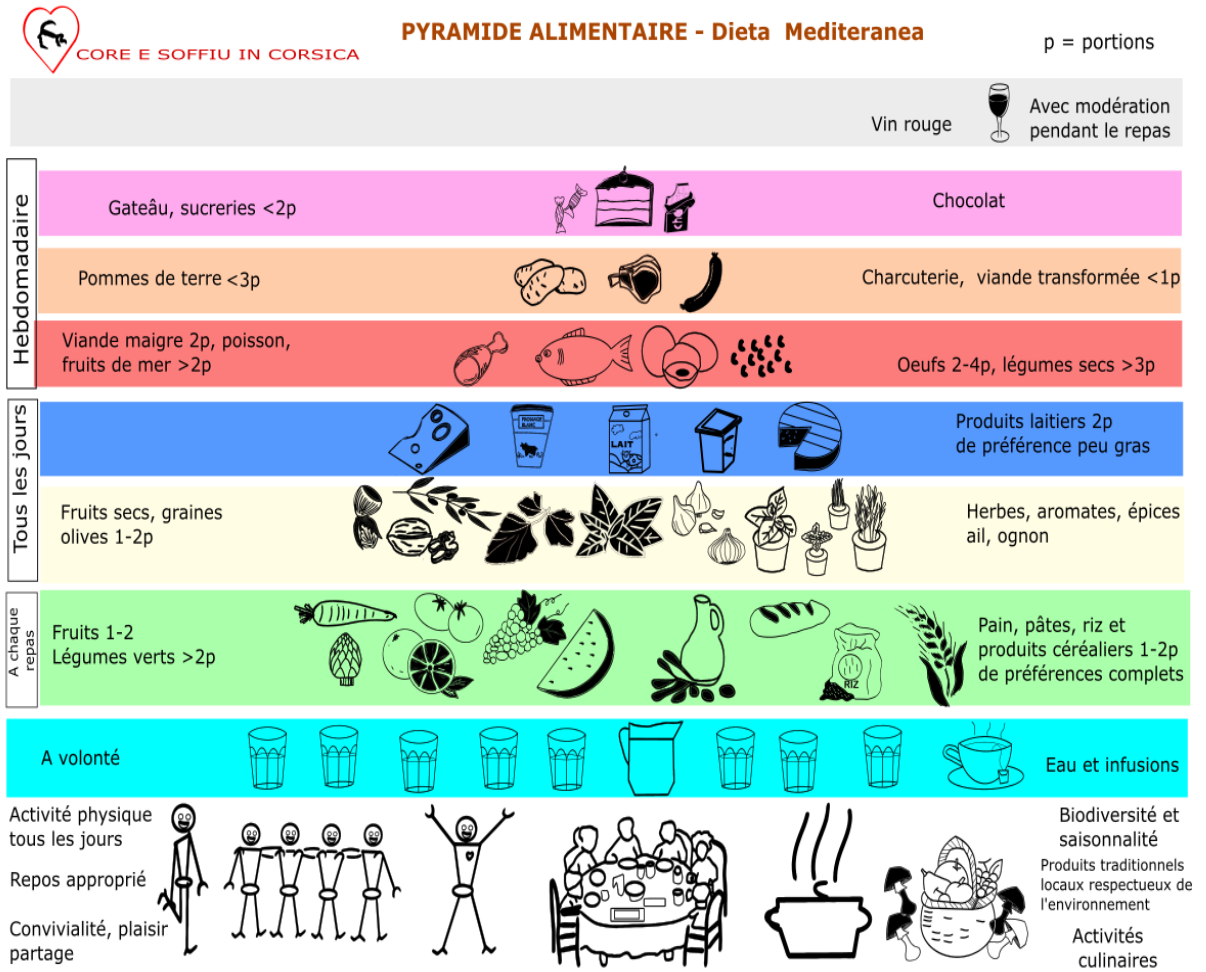 CORE E SOFFIU IN CORSICA
PYRAMIDE ALIMENTAIRE - Dieta Mediteranea
p = portions
Vin rouge
Avec modération
pendant le repas
Hebdomadaire
Gateâu, sucreries <2p
Chocolat
Pommes de terre <3p
Charcuterie, viande transformée <1p
Viande maigre 2p, poisson,
fruits de mer >2p
Oeufs 2-4p, légumes secs >3p
Tous les jours
FROMAGE
BLANC
LAIT
Produits laitiers 2p
de préférence peu gras
Fruits secs, graines
olives 1-2p
Herbes, aromates, épices
ail, ognon
A chaque
repas
Fruits 1-2
Légumes verts >2p
RIZ
Pain, pâtes, riz et
produits céréaliers 1-2p
de préférences complets
A volonté
Eau et infusions
Activité physique
tous les jours
Repos approprié
Convivialité, plaisir
partage
Biodiversité et
saisonnalité
Produits traditionnels
locaux respectueux de
l'environnement
Activités
culinaires